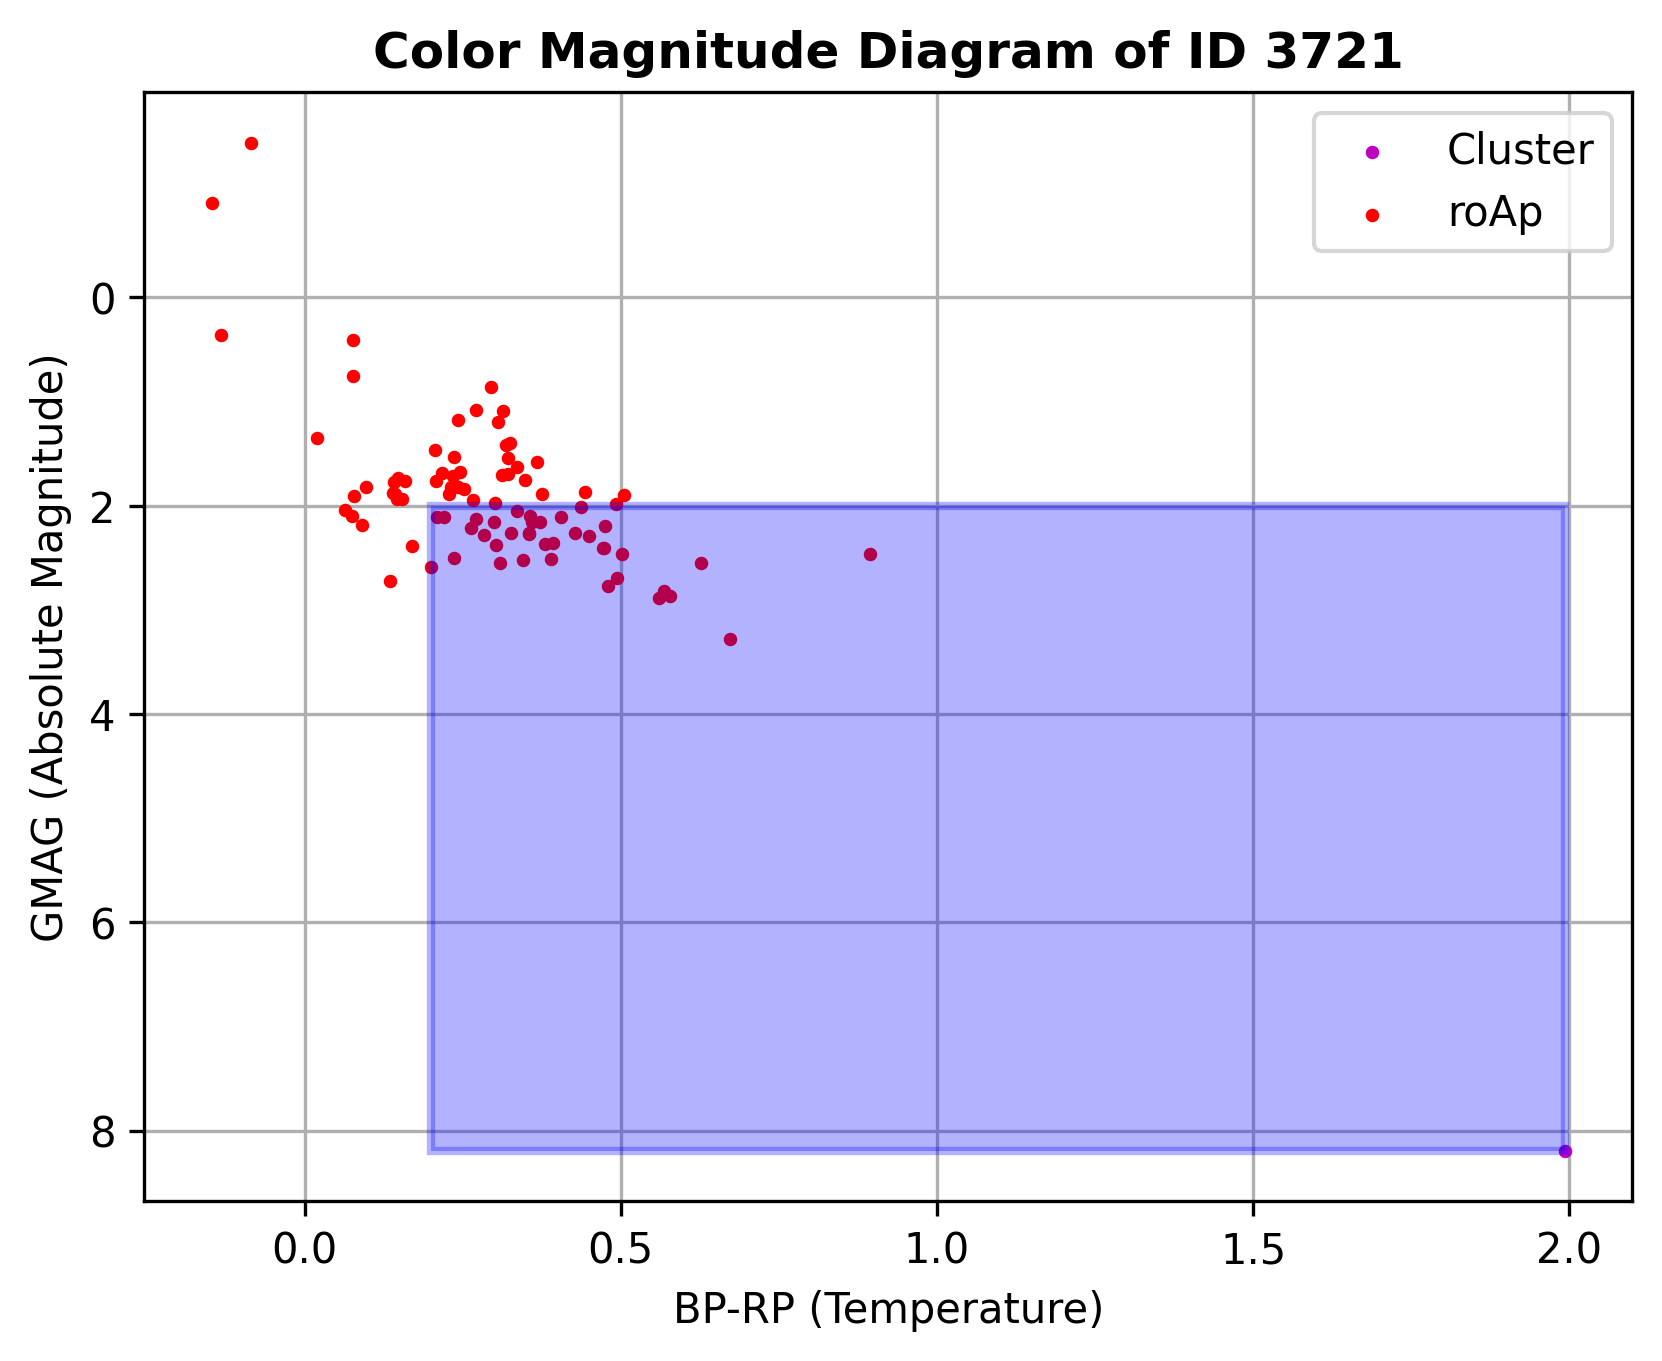 Color Magnitude Diagram of ID 3721
Cluster
roAp
GMAG (Absolute Magnitude)
0
2
4
6
8
0.0 0.5 1.0 1.5 2.0
BP-RP (Temperature)